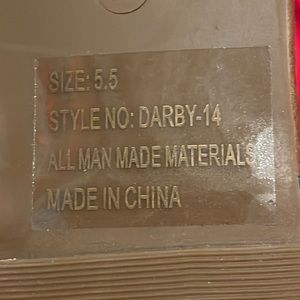 SIZE: 5.5
STYLE NO: DARBY-14
ALL MAN MADE MATERIALS
MADE IN CHINA